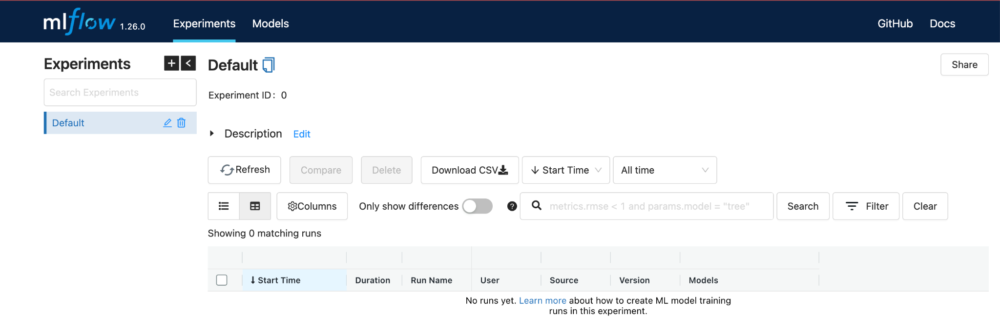 mlflow 1.26.0 Experiments Models GitHub Docs
Experiments
Search Experiments
Default
Default
Share
Experiment ID: 0
Description Edit
Refresh Compare Delete Download CSV Start Time All time
Columns Only show differences ? metrics.rmse < 1 and params.model = "tree" Search Filter Clear
Showing 0 matching runs
Start Time Duration Run Name User Source Version Models
No runs yet. Learn more about how to create ML model training
runs in this experiment.